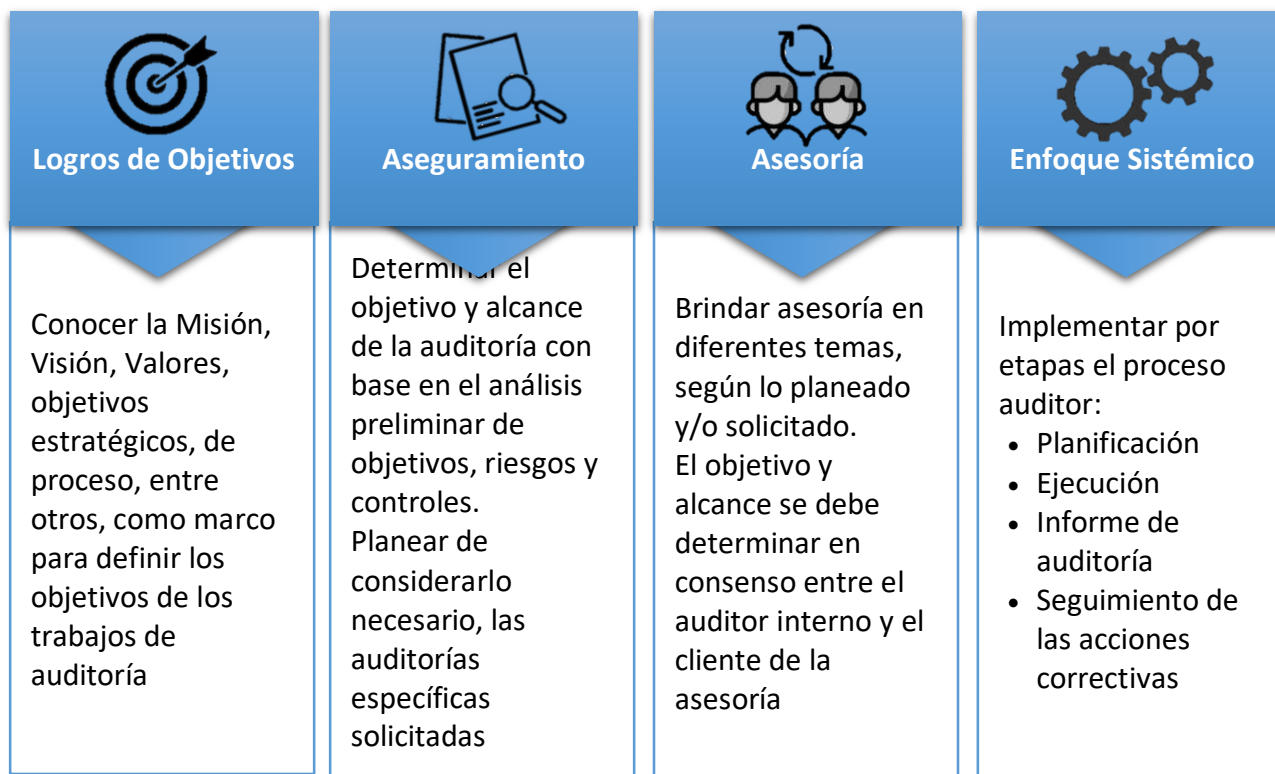 Logros de Objetivos
Conocer la Misión,
Visión, Valores,
objetivos
estratégicos, de
proceso, entre
otros, como marco
para definir los
objetivos de los
trabajos de
auditoría
Aseguramiento
Determinar el
objetivo y alcance
de la auditoría con
base en el análisis
preliminar de
objetivos, riesgos y
controles.
Planear de
considerarlo
necesario, las
auditorías
específicas
solicitadas
Asesoría
Brindar asesoría en
diferentes temas,
según lo planeado
y/o solicitado.
El objetivo y
alcance se debe
determinar en
consenso entre el
auditor interno y el
cliente de la
asesoría
Enfoque Sistémico
Implementar por
etapas el proceso
auditor:
• Planificación
• Ejecución
• Informe de
auditoría
• Seguimiento de
las acciones
correctivas